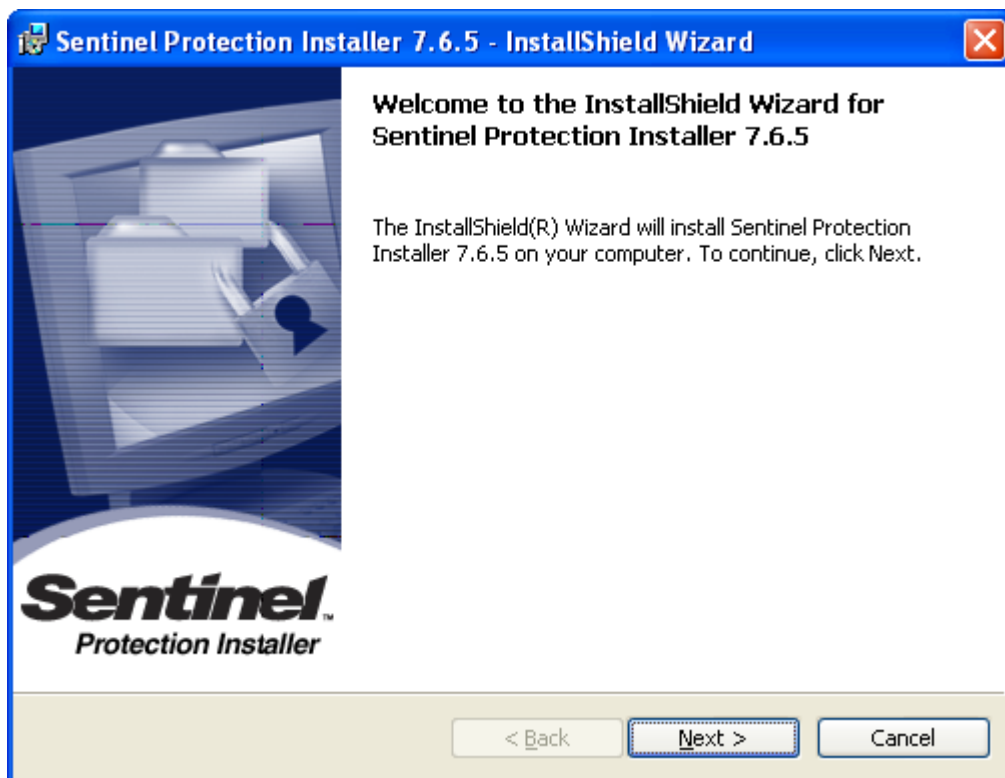 Sentinel Protection Installer 7.6.5 - InstallShield Wizard
Welcome to the InstallShield Wizard for
Sentinel Protection Installer 7.6.5
The InstallShield(R) Wizard will install Sentinel Protection
Installer 7.6.5 on your computer. To continue, click Next.
Sentinel™
Protection Installer
< Back Next > Cancel